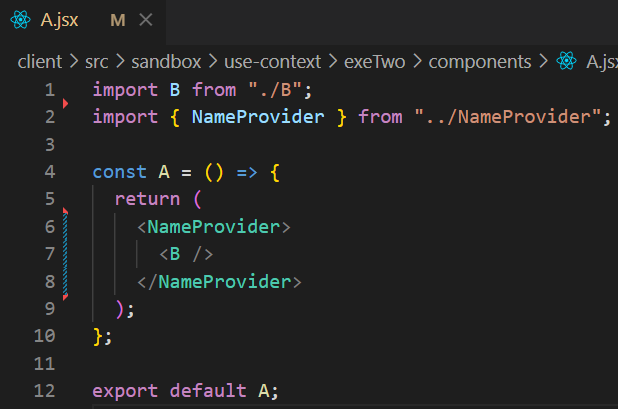 A.jsx M
client > src > sandbox > use-context > exeTwo > components > A.jsx
1 import B from "./B";
2 import { NameProvider } from "../NameProvider";
3
4 const A = () => {
5   return (
6     <NameProvider>
7       <B />
8     </NameProvider>
9   );
10 };
11
12 export default A;